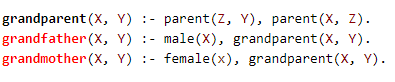 grandparent(X, Y) :- parent(Z, Y), parent(X, Z).
grandfather(X, Y) :- male(X), grandparent(X, Y).
grandmother(X, Y) :- female(x), grandparent(X, Y).